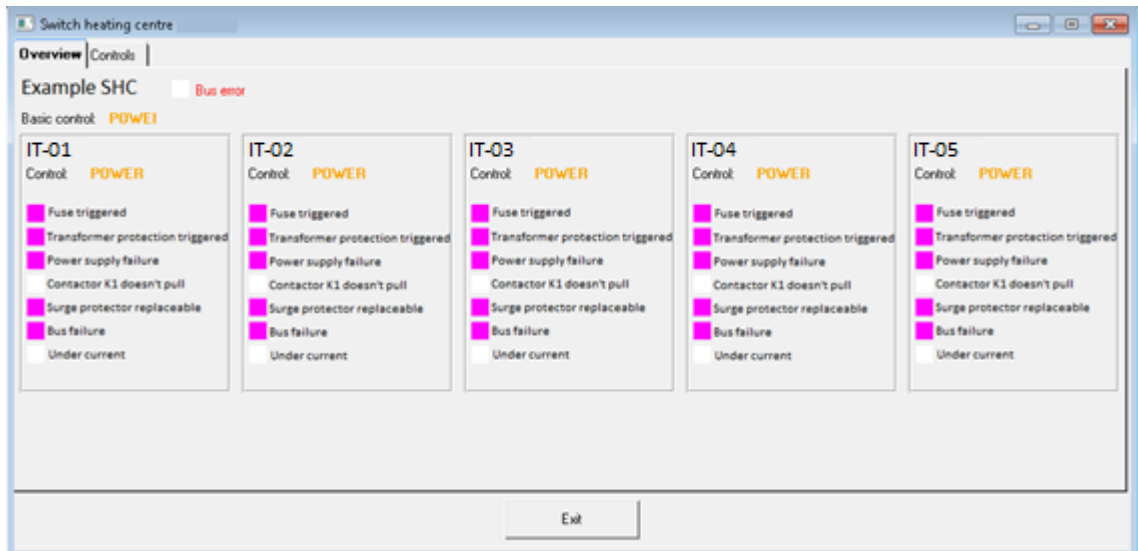 Switch heating centre
Overview Controls
Example SHC Bus error
Basic control: POWEI
IT-01
Control: POWER
Fuse triggered
Transformer protection triggered
Power supply failure
Contactor K1 doesn't pull
Surge protector replaceable
Bus failure
Under current
IT-02
Control: POWER
Fuse triggered
Transformer protection triggered
Power supply failure
Contactor K1 doesn't pull
Surge protector replaceable
Bus failure
Under current
IT-03
Control: POWER
Fuse triggered
Transformer protection triggered
Power supply failure
Contactor K1 doesn't pull
Surge protector replaceable
Bus failure
Under current
IT-04
Control: POWER
Fuse triggered
Transformer protection triggered
Power supply failure
Contactor K1 doesn't pull
Surge protector replaceable
Bus failure
Under current
IT-05
Control: POWER
Fuse triggered
Transformer protection triggered
Power supply failure
Contactor K1 doesn't pull
Surge protector replaceable
Bus failure
Under current
Exit